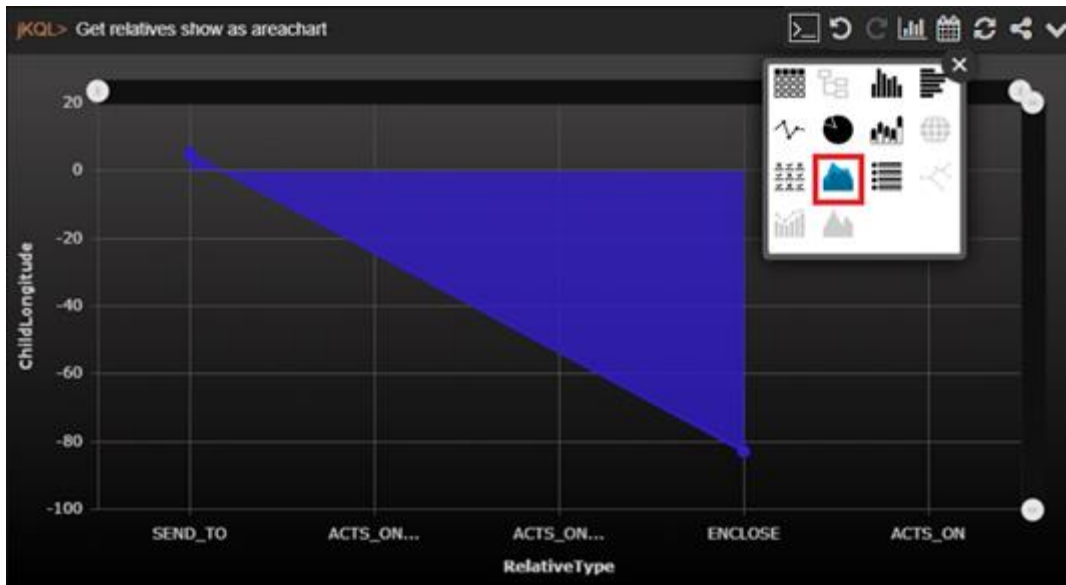 jKQL> Get relatives show as areachart
20
0
-20
-40
-60
-80
-100
ChildLongitude
SEND_TO ACTS_ON... ACTS_ON... ENCLOSE ACTS_ON
RelativeType